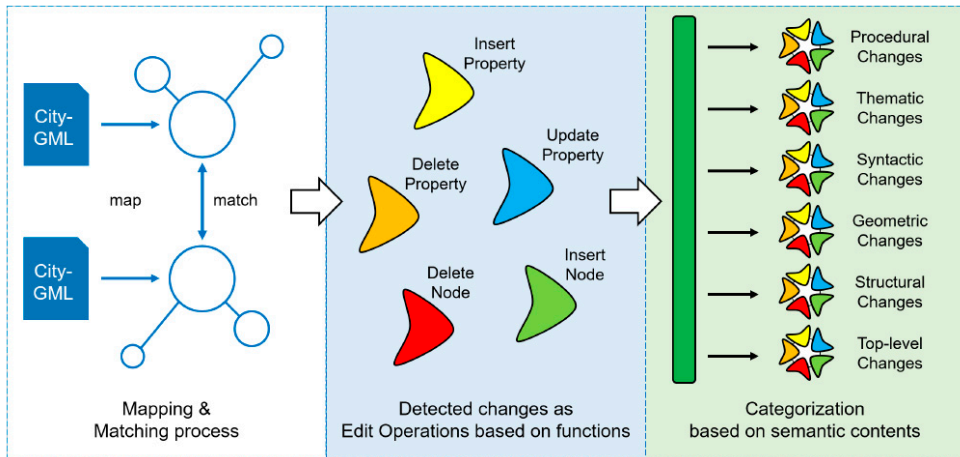 City-
GML
map
match
City-
GML
Mapping &
Matching process
Insert
Property
Delete
Property
Update
Property
Delete
Node
Insert
Node
Detected changes as
Edit Operations based on functions
Procedural
Changes
Thematic
Changes
Syntactic
Changes
Geometric
Changes
Structural
Changes
Top-level
Changes
Categorization
based on semantic contents